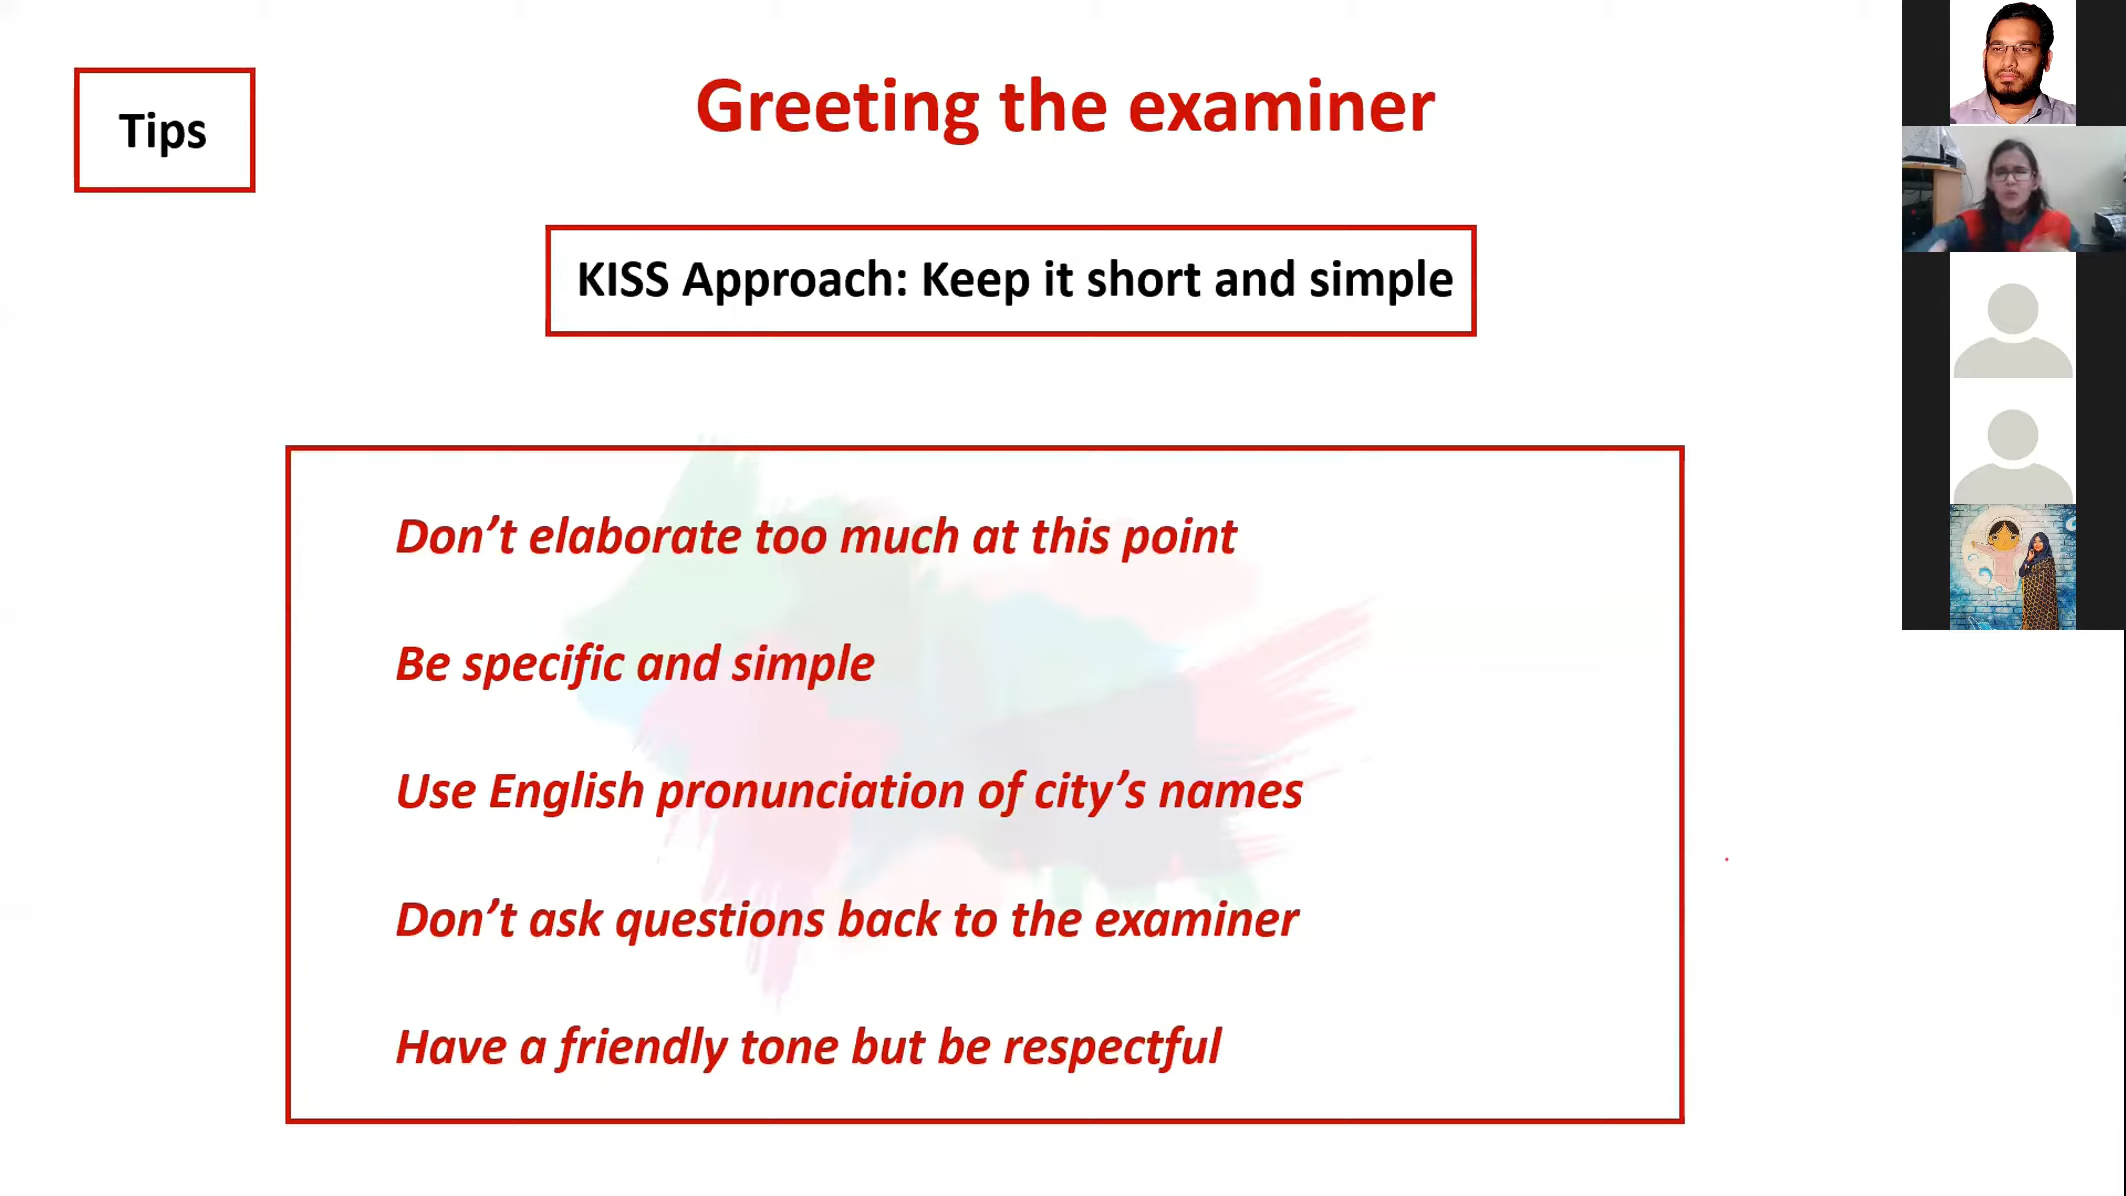 Tips
Greeting the examiner
KISS Approach: Keep it short and simple
Don’t elaborate too much at this point
Be specific and simple
Use English pronunciation of city’s names
Don’t ask questions back to the examiner
Have a friendly tone but be respectful